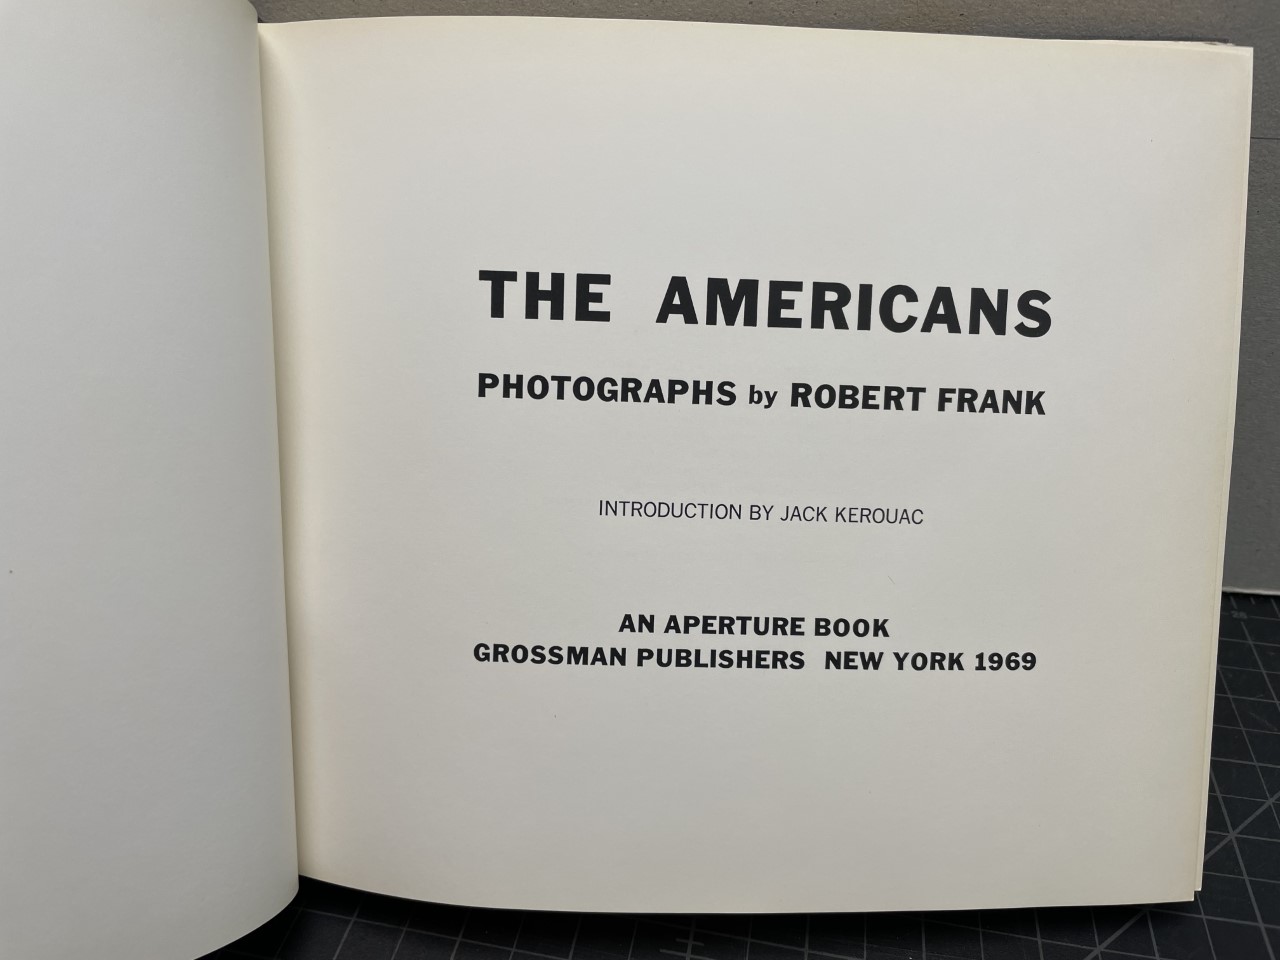 THE AMERICANS
PHOTOGRAPHS by ROBERT FRANK
INTRODUCTION BY JACK KEROUAC
AN APERTURE BOOK
GROSSMAN PUBLISHERS NEW YORK 1969